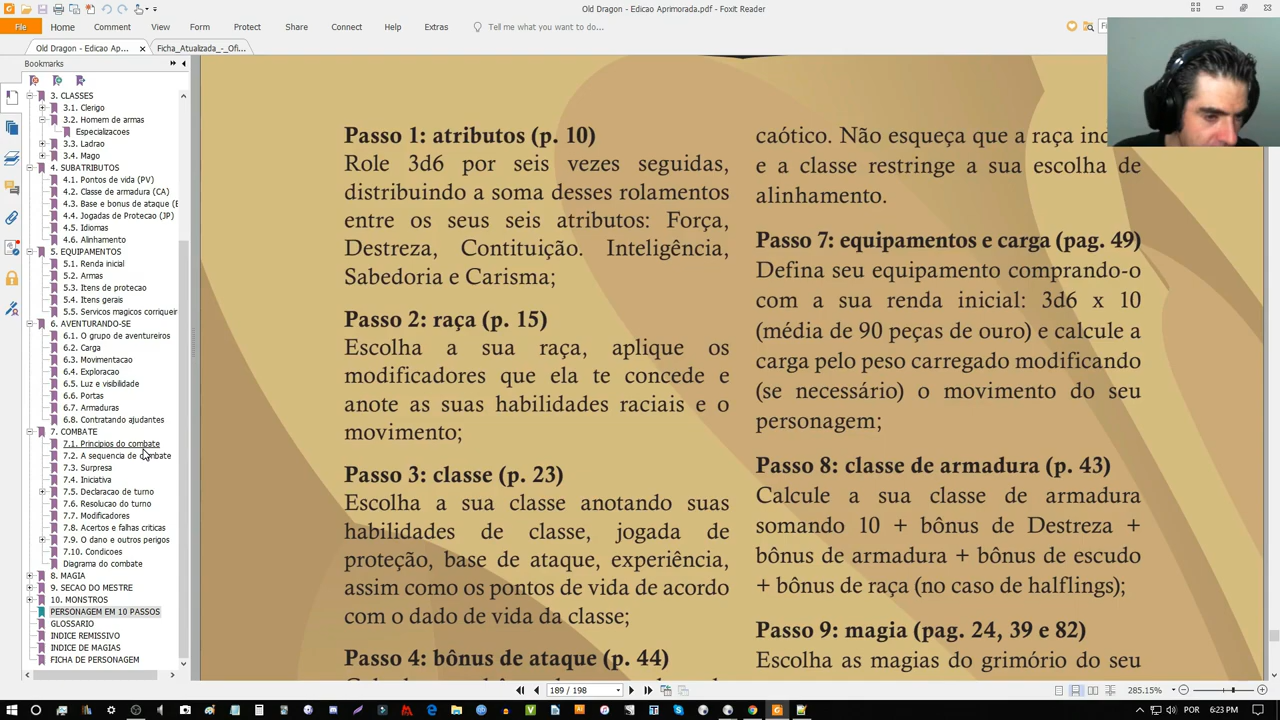 Old Dragon - Edicao Aprimorada.pdf - Foxit Reader
File
Home
Comment
View
Form
Protect
Share
Connect
Help
Extras
Tell me what you want to do...
Old Dragon - Edicao Ap...
Ficha_Atualizada_-_Ofi...
Bookmarks
3. CLASSES
3.1. Clerigo
3.2. Homem de armas
Especializacoes
3.3. Ladrao
3.4. Mago
4. SUBATRIBUTOS
4.1. Pontos de vida (PV)
4.2. Classe de armadura (CA)
4.3. Base e bonus de ataque (B
4.4. Jogadas de Protecao (JP)
4.5. Idiomas
4.6. Alinhamento
5. EQUIPAMENTOS
5.1. Renda inicial
5.2. Armas
5.3. Itens de protecao
5.4. Itens gerais
5.5. Servicos magicos corriqueir
6. AVENTURANDO-SE
6.1. O grupo de aventureiros
6.2. Carga
6.3. Movimentacao
6.4. Exploracao
6.5. Luz e visibilidade
6.6. Portas
6.7. Armaduras
6.8. Contratando ajudantes
7. COMBATE
7.1. Principios do combate
7.2. A sequencia de combate
7.3. Surpresa
7.4. Iniciativa
7.5. Declaracao de turno
7.6. Resolucao do turno
7.7. Modificadores
7.8. Acertos e falhas criticas
7.9. O dano e outros perigos
7.10. Condicoes
Diagrama do combate
8. MAGIA
9. SECAO DO MESTRE
10. MONSTROS
PERSONAGEM EM 10 PASSOS
GLOSSARIO
INDICE REMISSIVO
INDICE DE MAGIAS
FICHA DE PERSONAGEM
Passo 1: atributos (p. 10)
Role 3d6 por seis vezes seguidas,
distribuindo a soma desses rolamentos
entre os seus seis atributos: Força,
Destreza, Contituição. Inteligência,
Sabedoria e Carisma;
Passo 2: raça (p. 15)
Escolha a sua raça, aplique os
modificadores que ela te concede e
anote as suas habilidades raciais e o
movimento;
Passo 3: classe (p. 23)
Escolha a sua classe anotando suas
habilidades de classe, jogada de
proteção, base de ataque, experiência,
assim como os pontos de vida de acordo
com o dado de vida da classe;
Passo 4: bônus de ataque (p. 44)
caótico. Não esqueça que a raça in
e a classe restringe a sua escolha de
alinhamento.
Passo 7: equipamentos e carga (pag. 49)
Defina seu equipamento comprando-o
com a sua renda inicial: 3d6 x 10
(média de 90 peças de ouro) e calcule a
carga pelo peso carregado modificando
(se necessário) o movimento do seu
personagem;
Passo 8: classe de armadura (p. 43)
Calcule a sua classe de armadura
somando 10 + bônus de Destreza +
bônus de armadura + bônus de escudo
+ bônus de raça (no caso de halflings);
Passo 9: magia (pag. 24, 39 e 82)
Escolha as magias do grimório do seu
189 / 198
285.15%
POR
6:23 PM